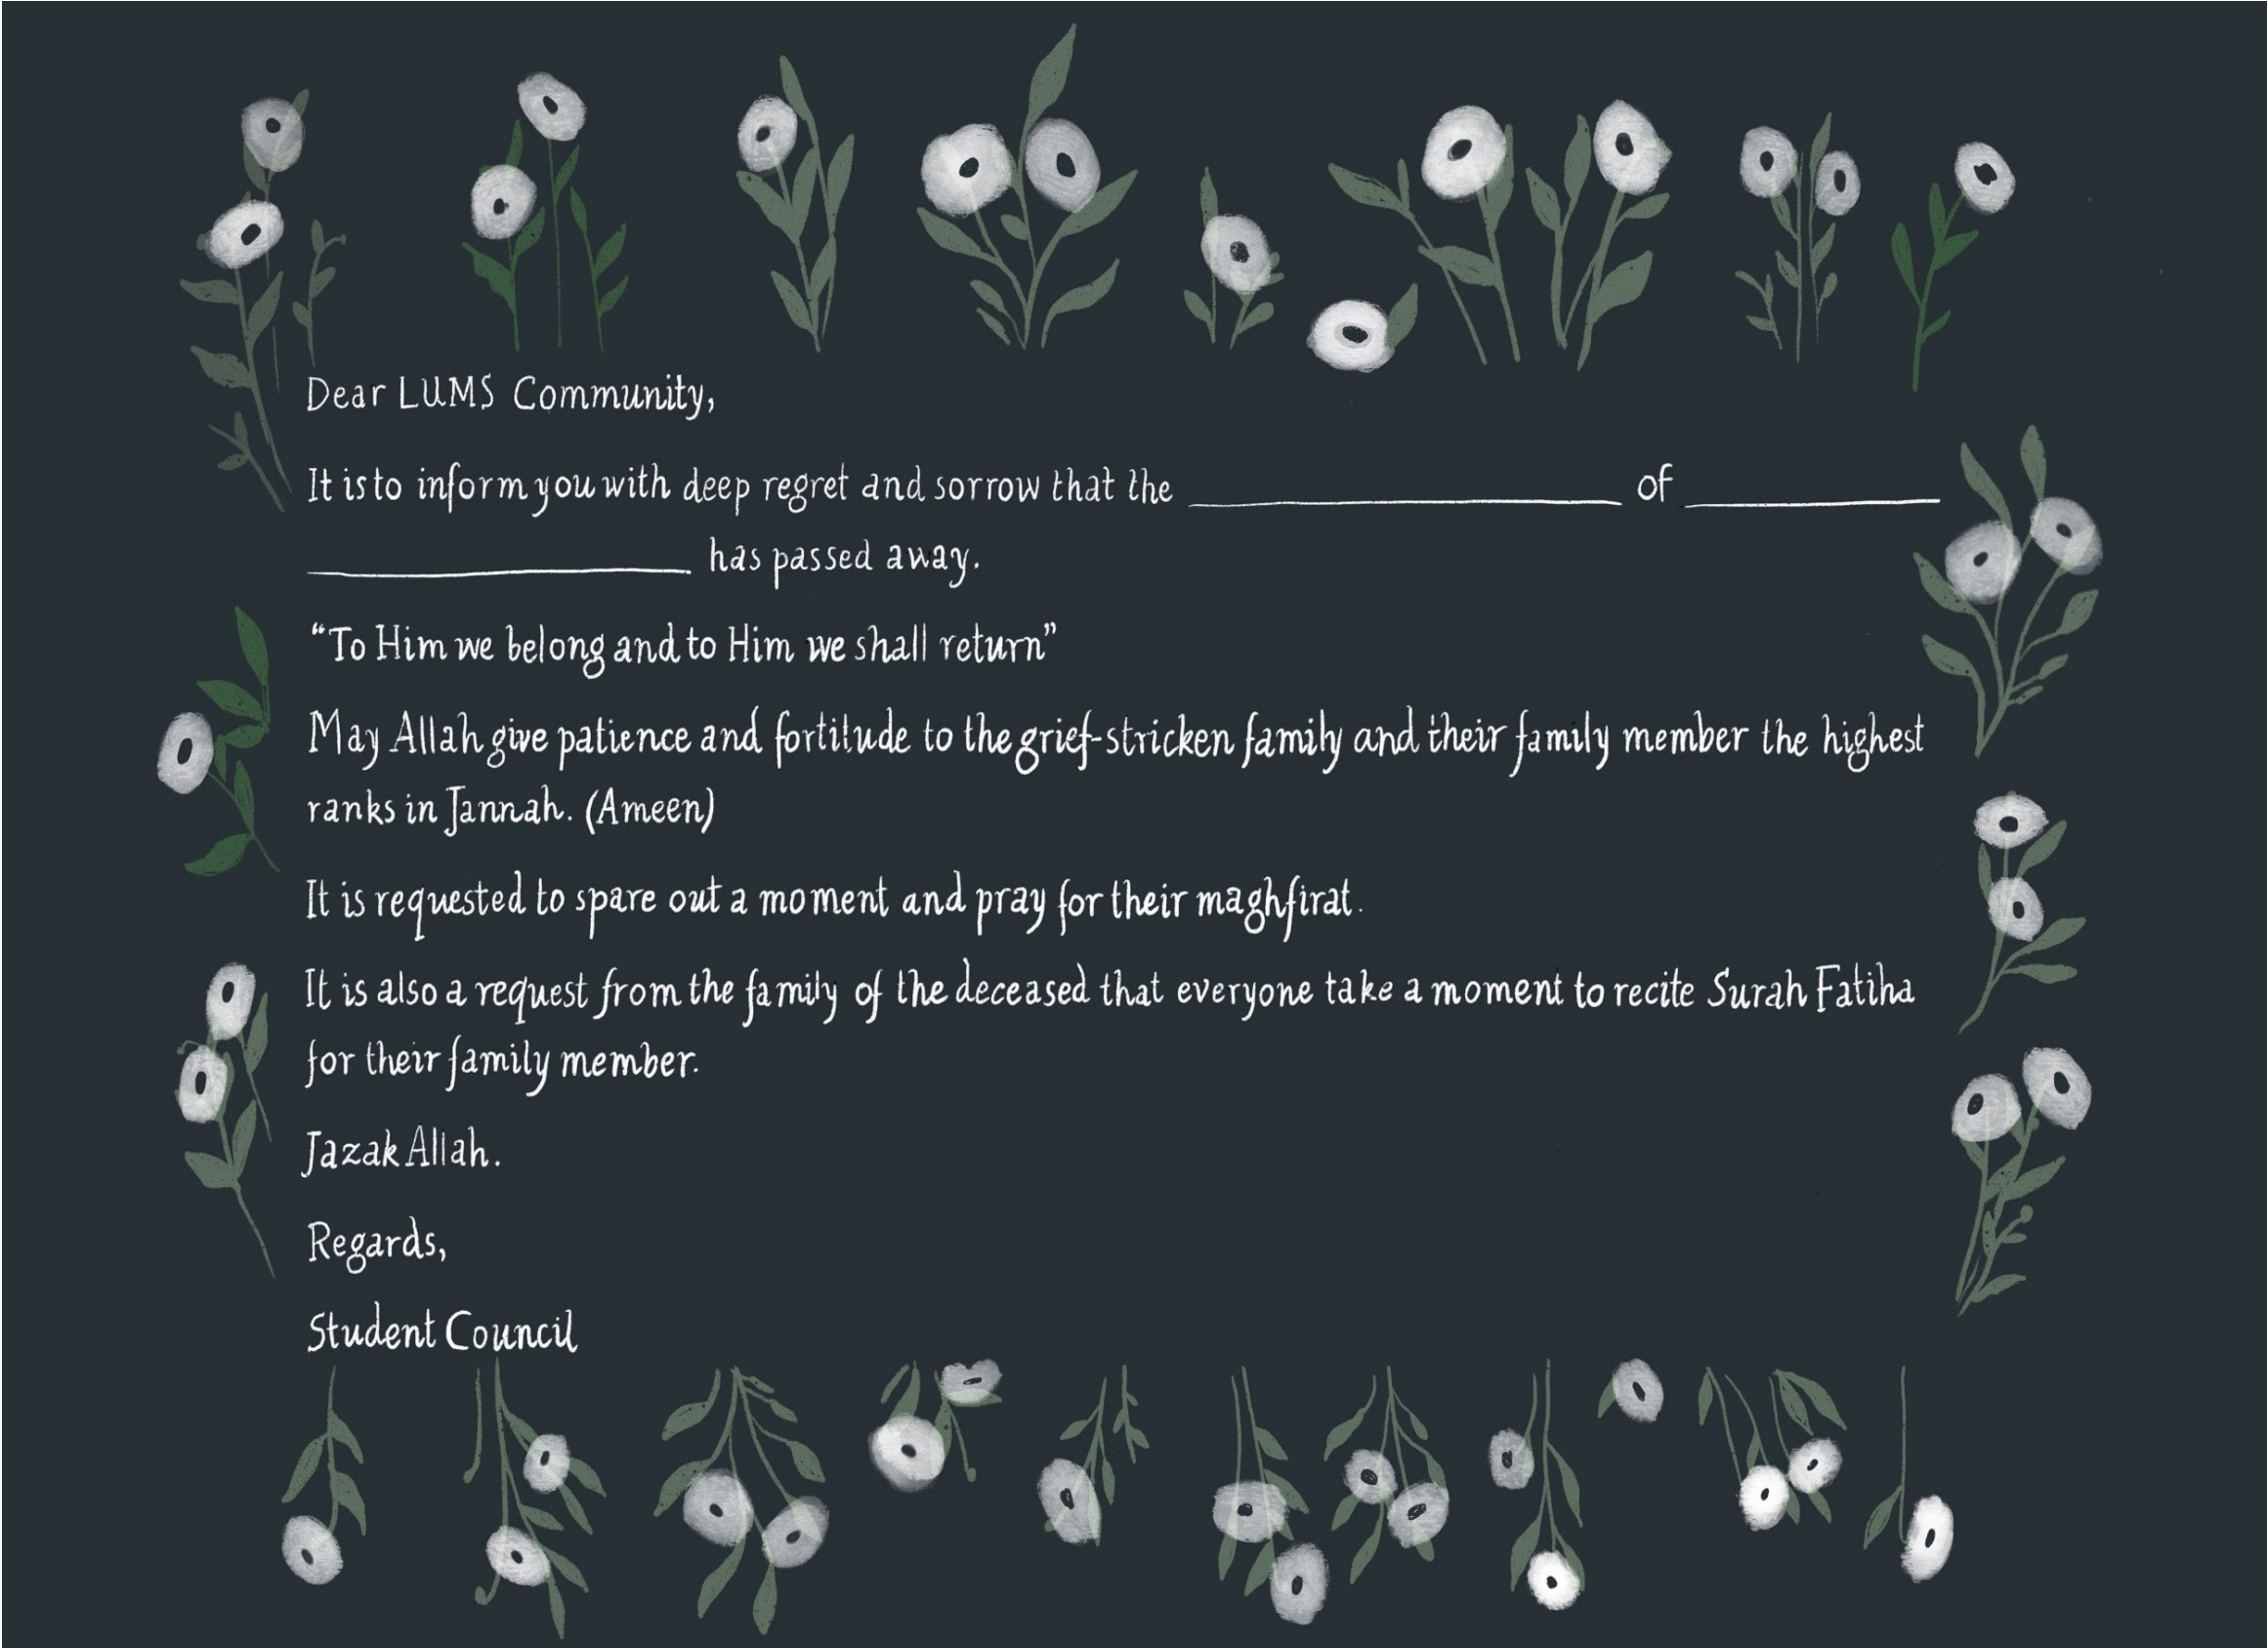 Dear LUMS Community,
It is to inform you with deep regret and sorrow that the ____________________ of ____________
__________________ has passed away.
“To Him we belong and to Him we shall return”
May Allah give patience and fortitude to the grief-stricken family and their family member the highest
ranks in Jannah. (Ameen)
It is requested to spare out a moment and pray for their maghfirat.
It is also a request from the family of the deceased that everyone take a moment to recite Surah Fatiha
for their family member.
Jazak Allah.
Regards,
Student Council